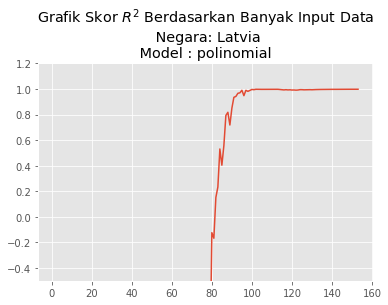 Grafik Skor $R^2$ Berdasarkan Banyak Input Data
Negara: Latvia
Model : polinomial
1.2
1.0
0.8
0.6
0.4
0.2
0.0
−0.2
−0.4
0 20 40 60 80 100 120 140 160